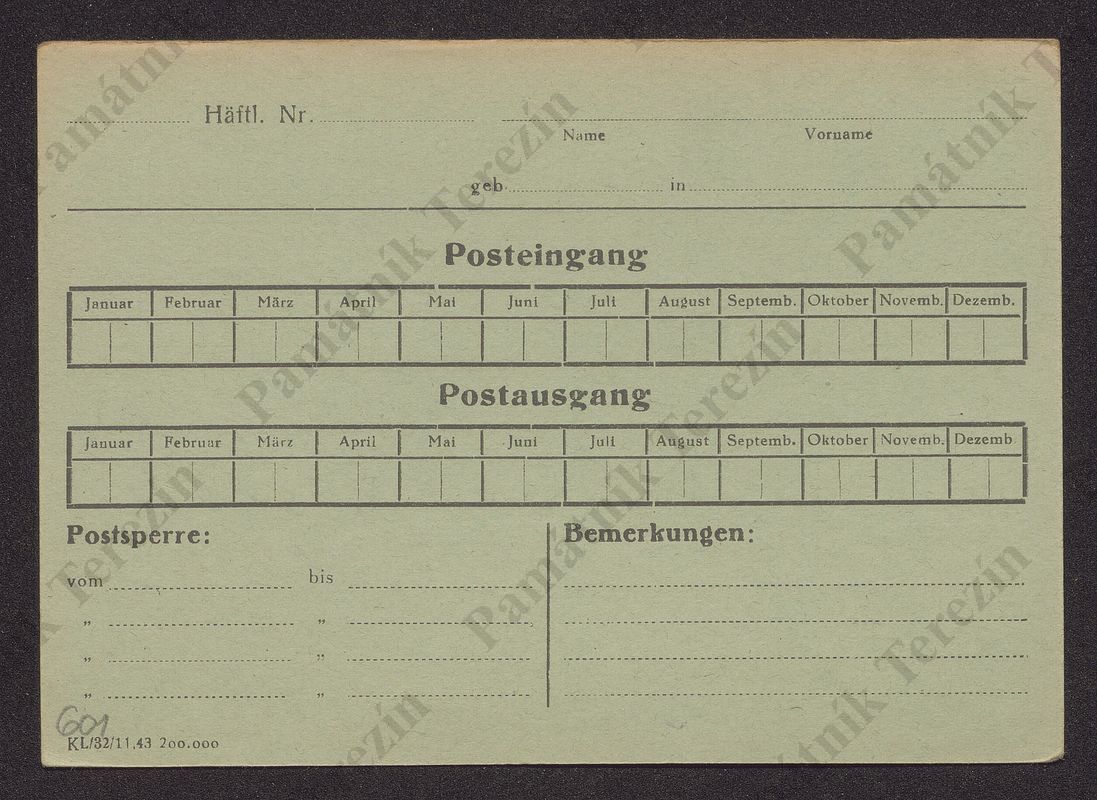 Häftl. Nr.
Name Vorname
geb. in
Posteingang
Januar Februar März April Mai Juni Juli August Septemb. Oktober Novemb. Dezemb.
Postausgang
Januar Februar März April Mai Juni Juli August Septemb. Oktober Novemb. Dezemb
Postsperre: Bemerkungen:
vom bis
„ „
„ „
„ „
601
KL/32/11.43 200.000
Památník Terezín